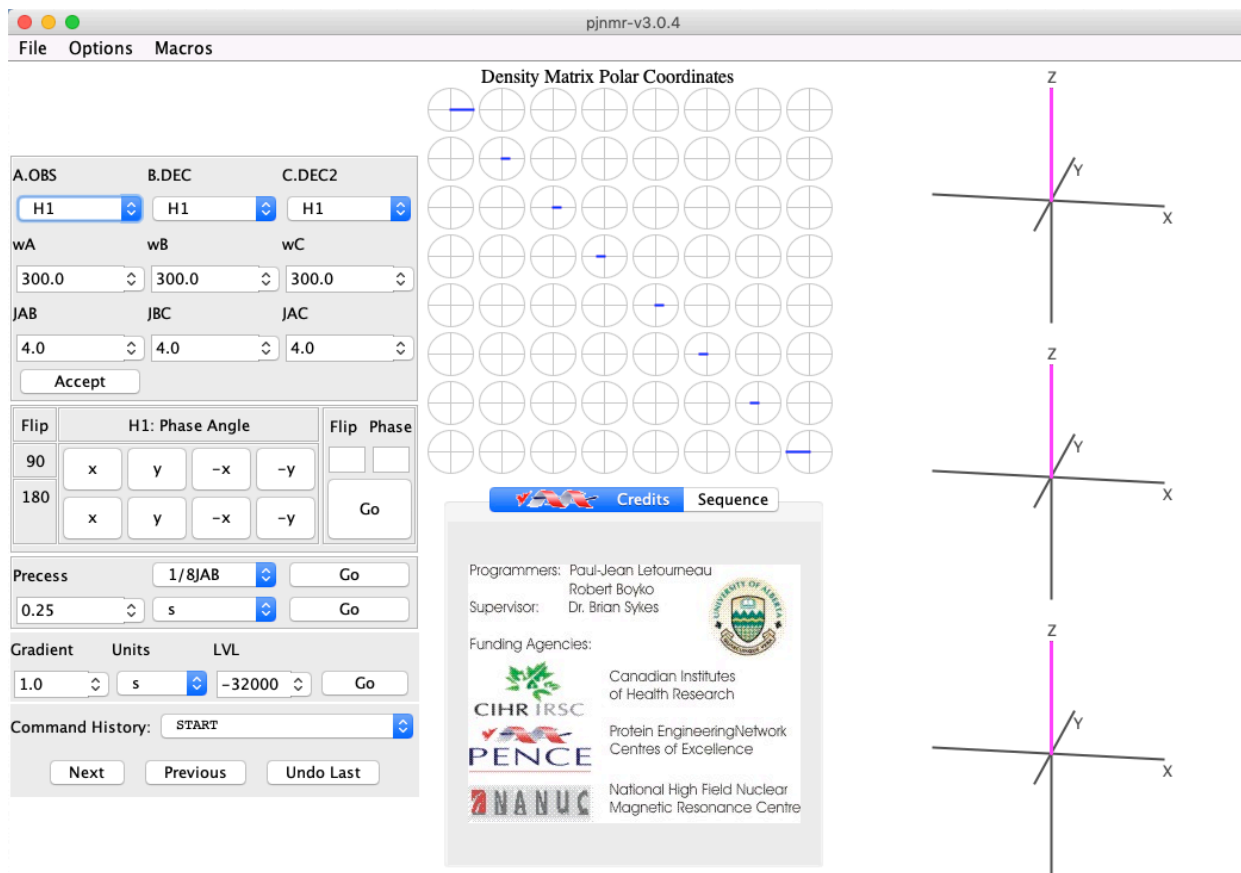 pjnmr-v3.0.4
File Options Macros
Density Matrix Polar Coordinates
A.OBS B.DEC C.DEC2
H1 H1 H1
wA wB wC
300.0 300.0 300.0
JAB JBC JAC
4.0 4.0 4.0
Accept
Flip H1: Phase Angle Flip Phase
90 x y -x -y
180 x y -x -y Go
Precess 1/8JAB Go
0.25 s Go
Gradient Units LVL
1.0 s -32000 Go
Command History: START
Next Previous Undo Last
Credits Sequence
Programmers: Paul-Jean Letourneau
Robert Boyko
Supervisor: Dr. Brian Sykes
UNIVERSITY OF ALBERTA
Funding Agencies:
CIHR IRSC
Canadian Institutes
of Health Research
PENCE
Protein EngineeringNetwork
Centres of Excellence
NANUC
National High Field Nuclear
Magnetic Resonance Centre
Z
Y
X
Z
Y
X
Z
Y
X